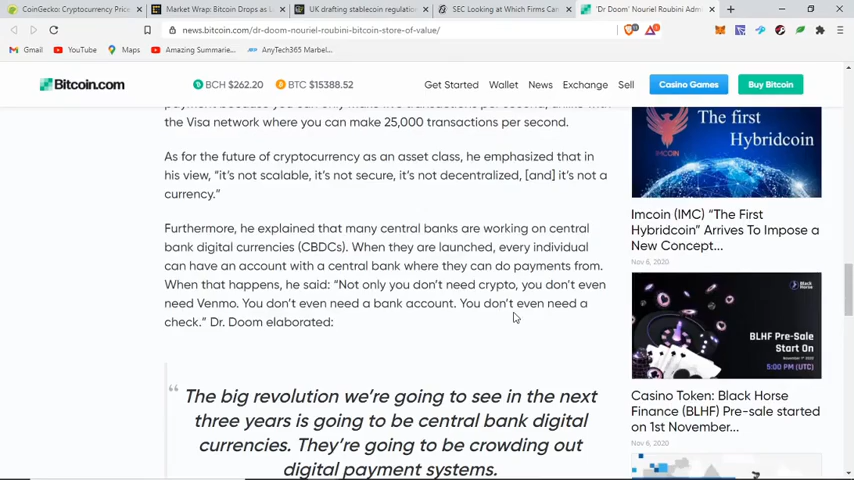 CoinGecko: Cryptocurrency Price
Market Wrap: Bitcoin Drops as L
UK drafting stablecoin regulation
SEC Looking at Which Firms Can
'Dr Doom' Nouriel Roubini Adm
news.bitcoin.com/dr-doom-nouriel-roubini-bitcoin-store-of-value/
Gmail YouTube Maps Amazing Summarie... AnyTech365 Marbel...
Bitcoin.com BCH $262.20 BTC $15388.52 Get Started Wallet News Exchange Sell Casino Games Buy Bitcoin
the Visa network where you can make 25,000 transactions per second.
As for the future of cryptocurrency as an asset class, he emphasized that in
his view, “it’s not scalable, it’s not secure, it’s not decentralized, [and] it’s not a
currency.”
Furthermore, he explained that many central banks are working on central
bank digital currencies (CBDCs). When they are launched, every individual
can have an account with a central bank where they can do payments from.
When that happens, he said: “Not only you don’t need crypto, you don’t even
need Venmo. You don’t even need a bank account. You don’t even need a
check.” Dr. Doom elaborated:
“ The big revolution we’re going to see in the next
three years is going to be central bank digital
currencies. They’re going to be crowding out
digital payment systems.
The first
Hybridcoin
IMCOIN
Imcoin (IMC) “The First
Hybridcoin” Arrives To Impose a
New Concept...
Nov 6, 2020
Black Horse
BLHF Pre-Sale
Start On
5:00 PM (UTC)
Casino Token: Black Horse
Finance (BLHF) Pre-sale started
on 1st November...
Nov 6, 2020